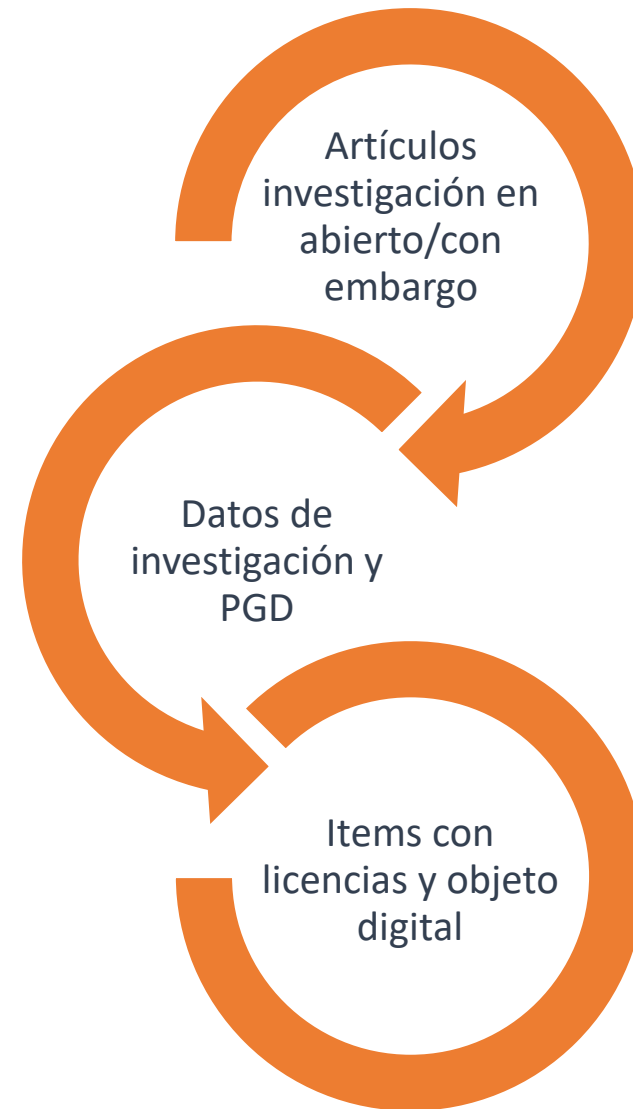 Artículos
investigación en
abierto/con
embargo
Datos de
investigación y
PGD
Items con
licencias y objeto
digital